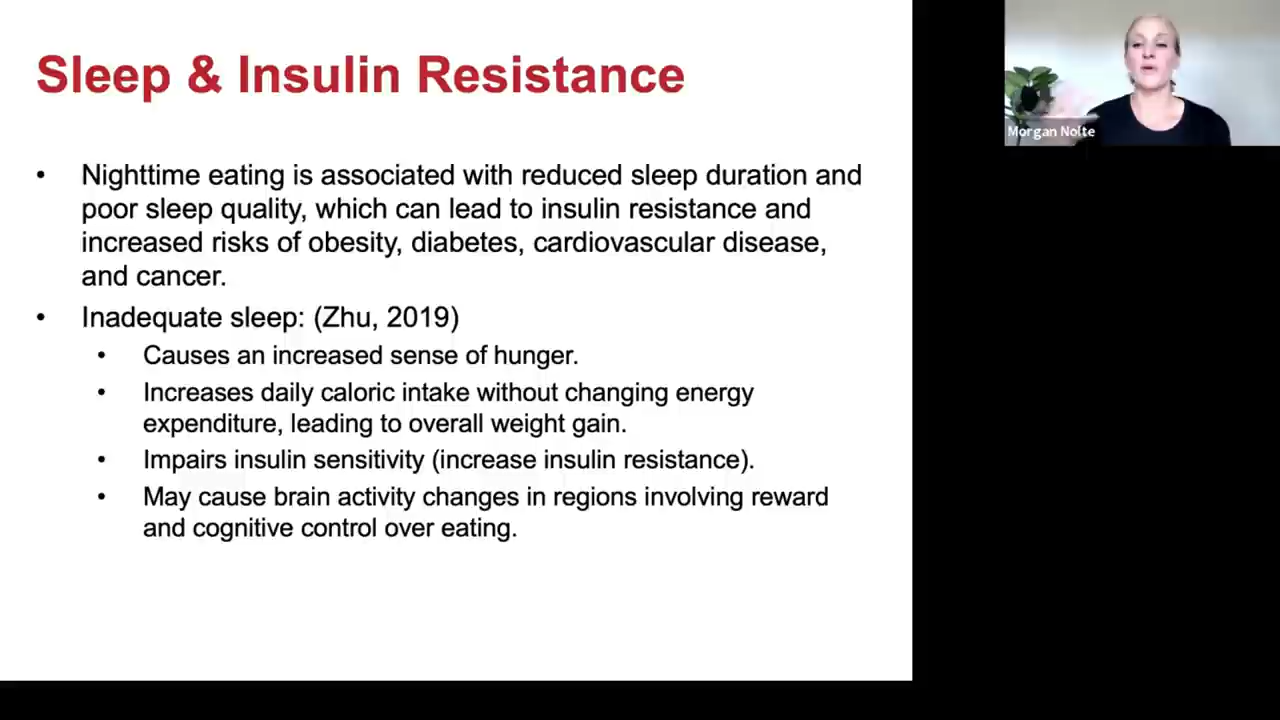 Sleep & Insulin Resistance
Morgan Nolte
• Nighttime eating is associated with reduced sleep duration and
poor sleep quality, which can lead to insulin resistance and
increased risks of obesity, diabetes, cardiovascular disease,
and cancer.
• Inadequate sleep: (Zhu, 2019)
• Causes an increased sense of hunger.
• Increases daily caloric intake without changing energy
expenditure, leading to overall weight gain.
• Impairs insulin sensitivity (increase insulin resistance).
• May cause brain activity changes in regions involving reward
and cognitive control over eating.